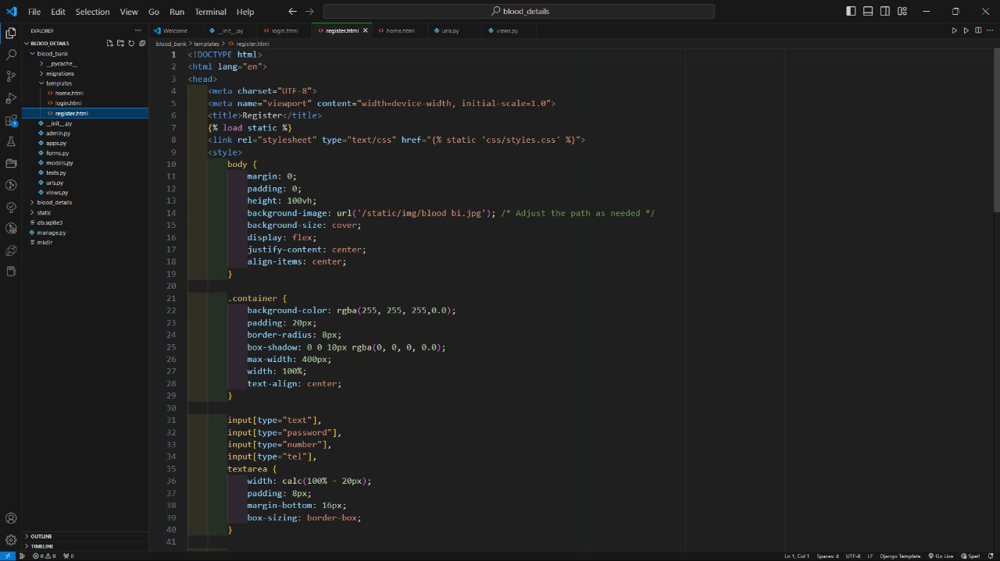 File Edit Selection View Go Run Terminal Help
blood_details
EXPLORER
BLOOD_DETAILS
blood_bank
__pycache__
migrations
templates
home.html
login.html
register.html
__init__.py
admin.py
apps.py
forms.py
models.py
tests.py
urls.py
views.py
blood_details
static
db.sqlite3
manage.py
mkdir
OUTLINE
TIMELINE
Welcome __init__.py login.html register.html home.html urls.py views.py
blood_bank > templates > register.html
1 <!DOCTYPE html>
2 <html lang="en">
3 <head>
4 <meta charset="UTF-8">
5 <meta name="viewport" content="width=device-width, initial-scale=1.0">
6 <title>Register</title>
7 {% load static %}
8 <link rel="stylesheet" type="text/css" href="{% static 'css/styles.css' %}">
9 <style>
10 body {
11 margin: 0;
12 padding: 0;
13 height: 100vh;
14 background-image: url('/static/img/blood bi.jpg'); /* Adjust the path as needed */
15 background-size: cover;
16 display: flex;
17 justify-content: center;
18 align-items: center;
19 }
20
21 .container {
22 background-color: rgba(255, 255, 255,0.0);
23 padding: 20px;
24 border-radius: 8px;
25 box-shadow: 0 0 10px rgba(0, 0, 0, 0.0);
26 max-width: 400px;
27 width: 100%;
28 text-align: center;
29 }
30
31 input[type="text"],
32 input[type="password"],
33 input[type="number"],
34 input[type="tel"],
35 textarea {
36 width: calc(100% - 20px);
37 padding: 8px;
38 margin-bottom: 16px;
39 box-sizing: border-box;
40 }
41
0 0 0 Ln 1, Col 1 Spaces: 4 UTF-8 LF Django Template Go Live Spell